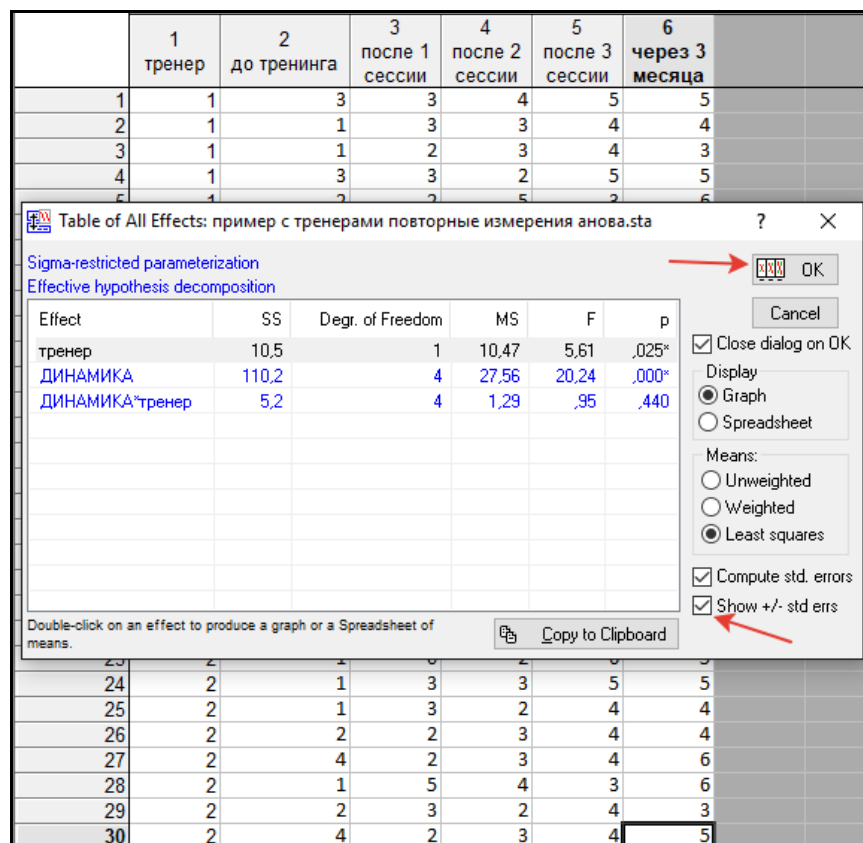 1 2 3 4 5 6
тренер до тренинга после 1 сессии после 2 сессии после 3 сессии через 3 месяца
1 1 3 3 4 5 5
2 1 1 3 3 4 4
3 1 1 2 3 4 3
4 1 3 3 2 5 5
Table of All Effects: пример с тренерами повторные измерения анова.sta ? ×
Sigma-restricted parameterization
Effective hypothesis decomposition
OK
Cancel
Close dialog on OK
Effect SS Degr. of Freedom MS F p
тренер 10,5 1 10,47 5,61 ,025*
ДИНАМИКА 110,2 4 27,56 20,24 ,000*
ДИНАМИКА*тренер 5,2 4 1,29 ,95 ,440
Display
Graph
Spreadsheet
Means:
Unweighted
Weighted
Least squares
Compute std. errors
Show +/- std errs
Double-click on an effect to produce a graph or a Spreadsheet of
means.
Copy to Clipboard
24 2 1 3 3 5 5
25 2 1 3 2 4 4
26 2 2 2 3 4 4
27 2 4 2 3 4 6
28 2 1 5 4 3 6
29 2 2 3 2 4 3
30 2 4 2 3 4 5